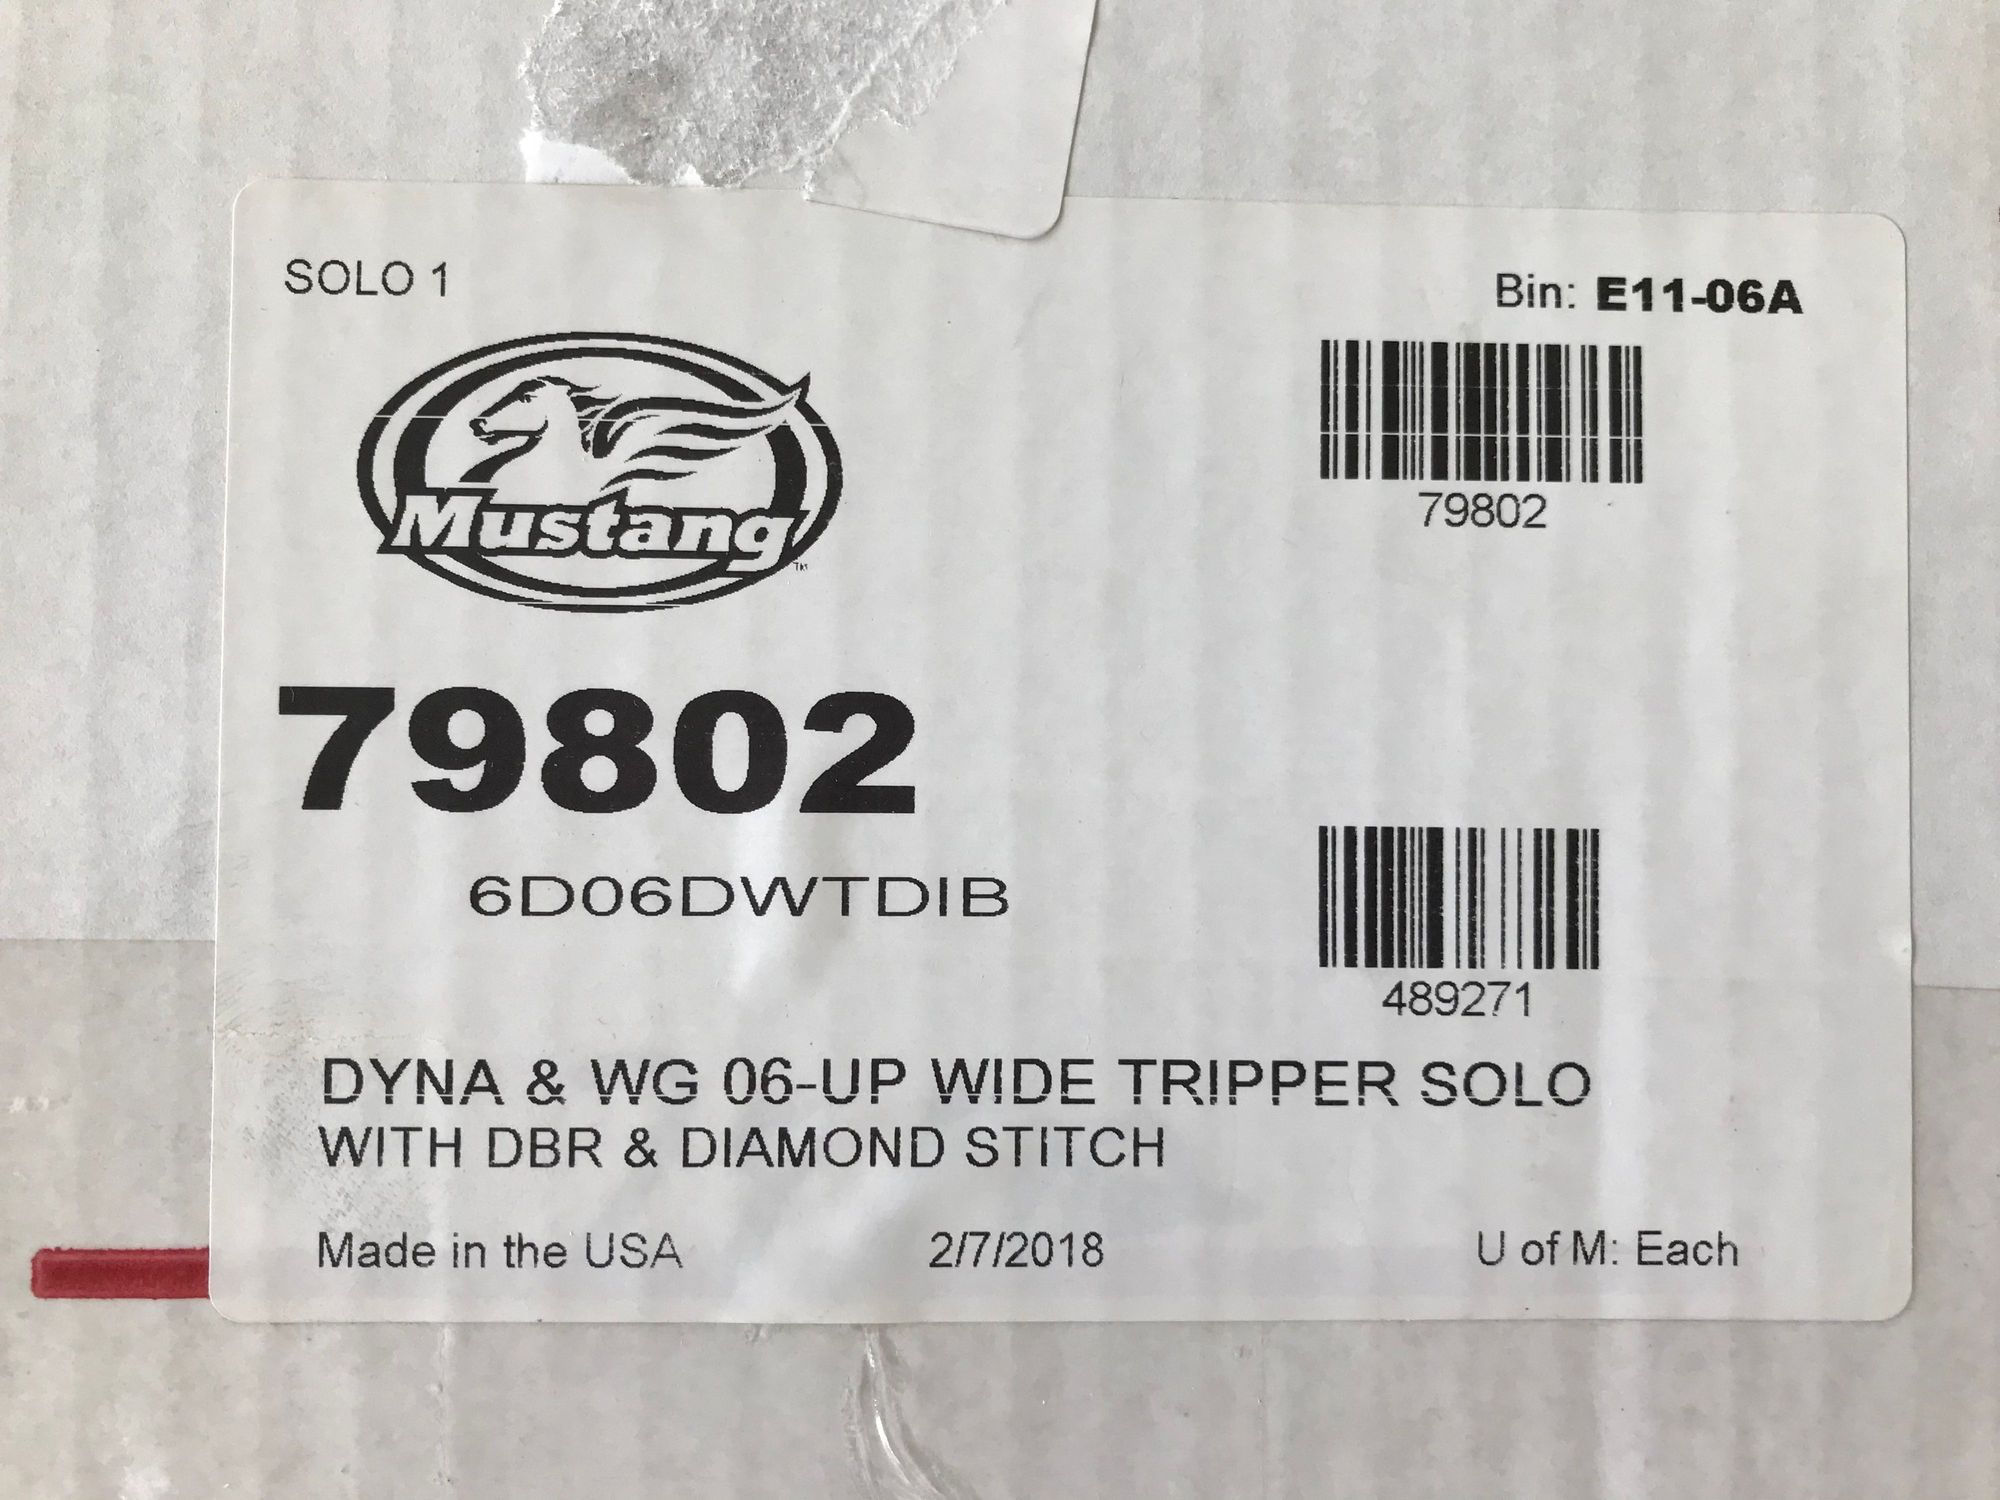 SOLO 1
Bin: E11-06A
Mustang
TM
79802
79802
6D06DWTDIB
489271
DYNA & WG 06-UP WIDE TRIPPER SOLO
WITH DBR & DIAMOND STITCH
Made in the USA 2/7/2018 U of M: Each